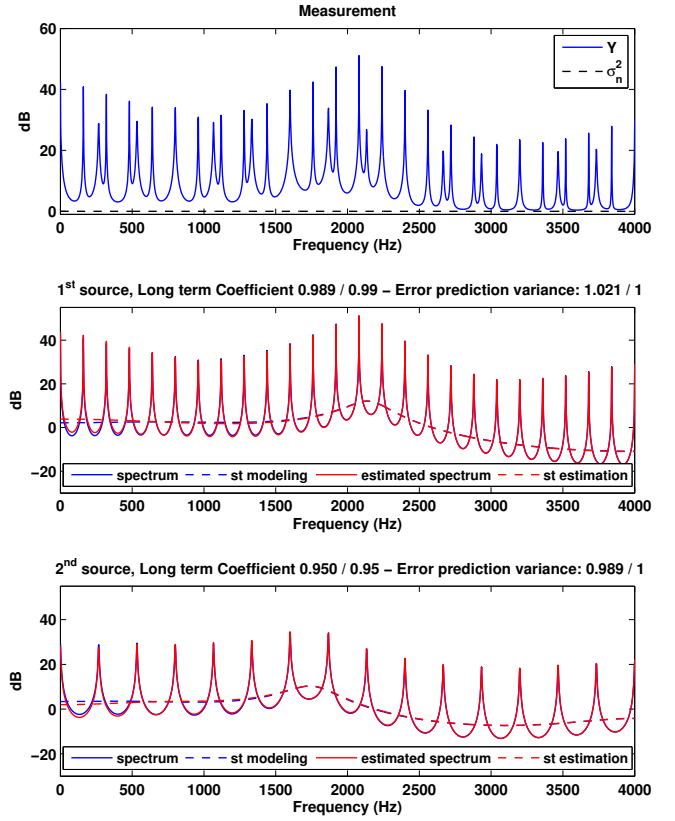 Measurement
60
40
20
0
dB
Y
σn²
0 500 1000 1500 2000 2500 3000 3500 4000
Frequency (Hz)
1st source, Long term Coefficient 0.989 / 0.99 − Error prediction variance: 1.021 / 1
40
20
0
−20
dB
spectrum st modeling estimated spectrum st estimation
0 500 1000 1500 2000 2500 3000 3500 4000
Frequency (Hz)
2nd source, Long term Coefficient 0.950 / 0.95 − Error prediction variance: 0.989 / 1
40
20
0
−20
dB
spectrum st modeling estimated spectrum st estimation
0 500 1000 1500 2000 2500 3000 3500 4000
Frequency (Hz)